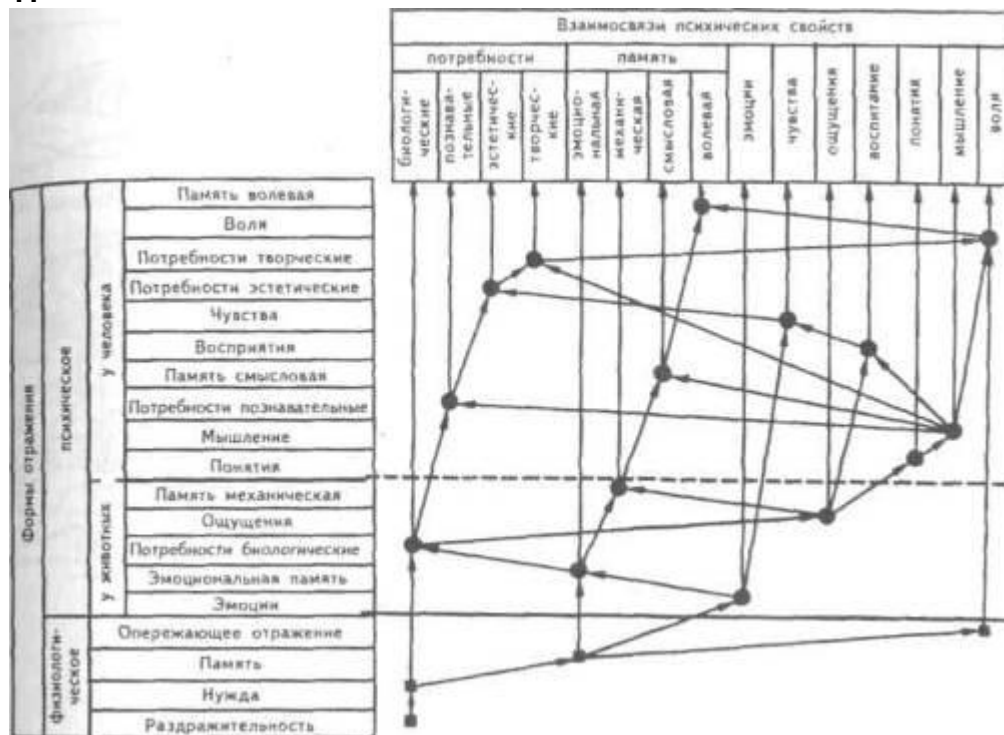 Взаимосвязи психических свойств
потребности
память
биологи-
ческие
познава-
тельные
эстетичес-
кие
творчес-
кие
эмоцио-
нальная
механи-
ческая
смысловая
волевая
эмоции
чувства
ощущения
воспитание
понятия
мышление
воля
Формы отражения
психическое
у человека
Память волевая
Воля
Потребности творческие
Потребности эстетические
Чувства
Восприятия
Память смысловая
Потребности познавательные
Мышление
Понятия
у животных
Память механическая
Ощущения
Потребности биологические
Эмоциональная память
Эмоции
физиологи-
ческое
Опережающее отражение
Память
Нужда
Раздражительность